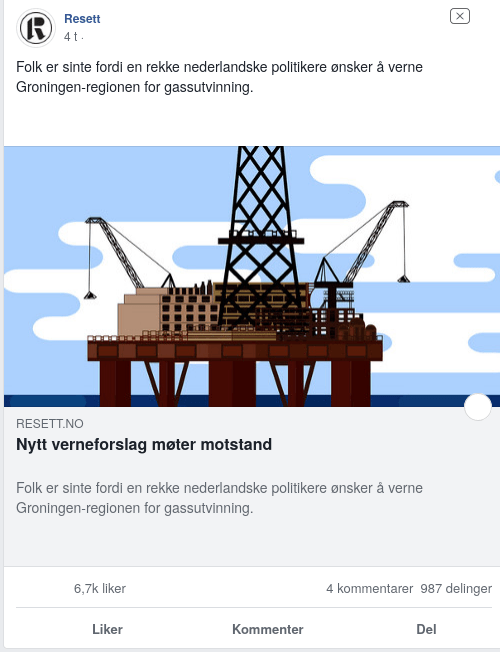 Resett
4 t ·
Folk er sinte fordi en rekke nederlandske politikere ønsker å verne
Groningen-regionen for gassutvinning.
RESETT.NO
Nytt verneforslag møter motstand
Folk er sinte fordi en rekke nederlandske politikere ønsker å verne
Groningen-regionen for gassutvinning.
6,7k liker 4 kommentarer 987 delinger
Liker Kommenter Del